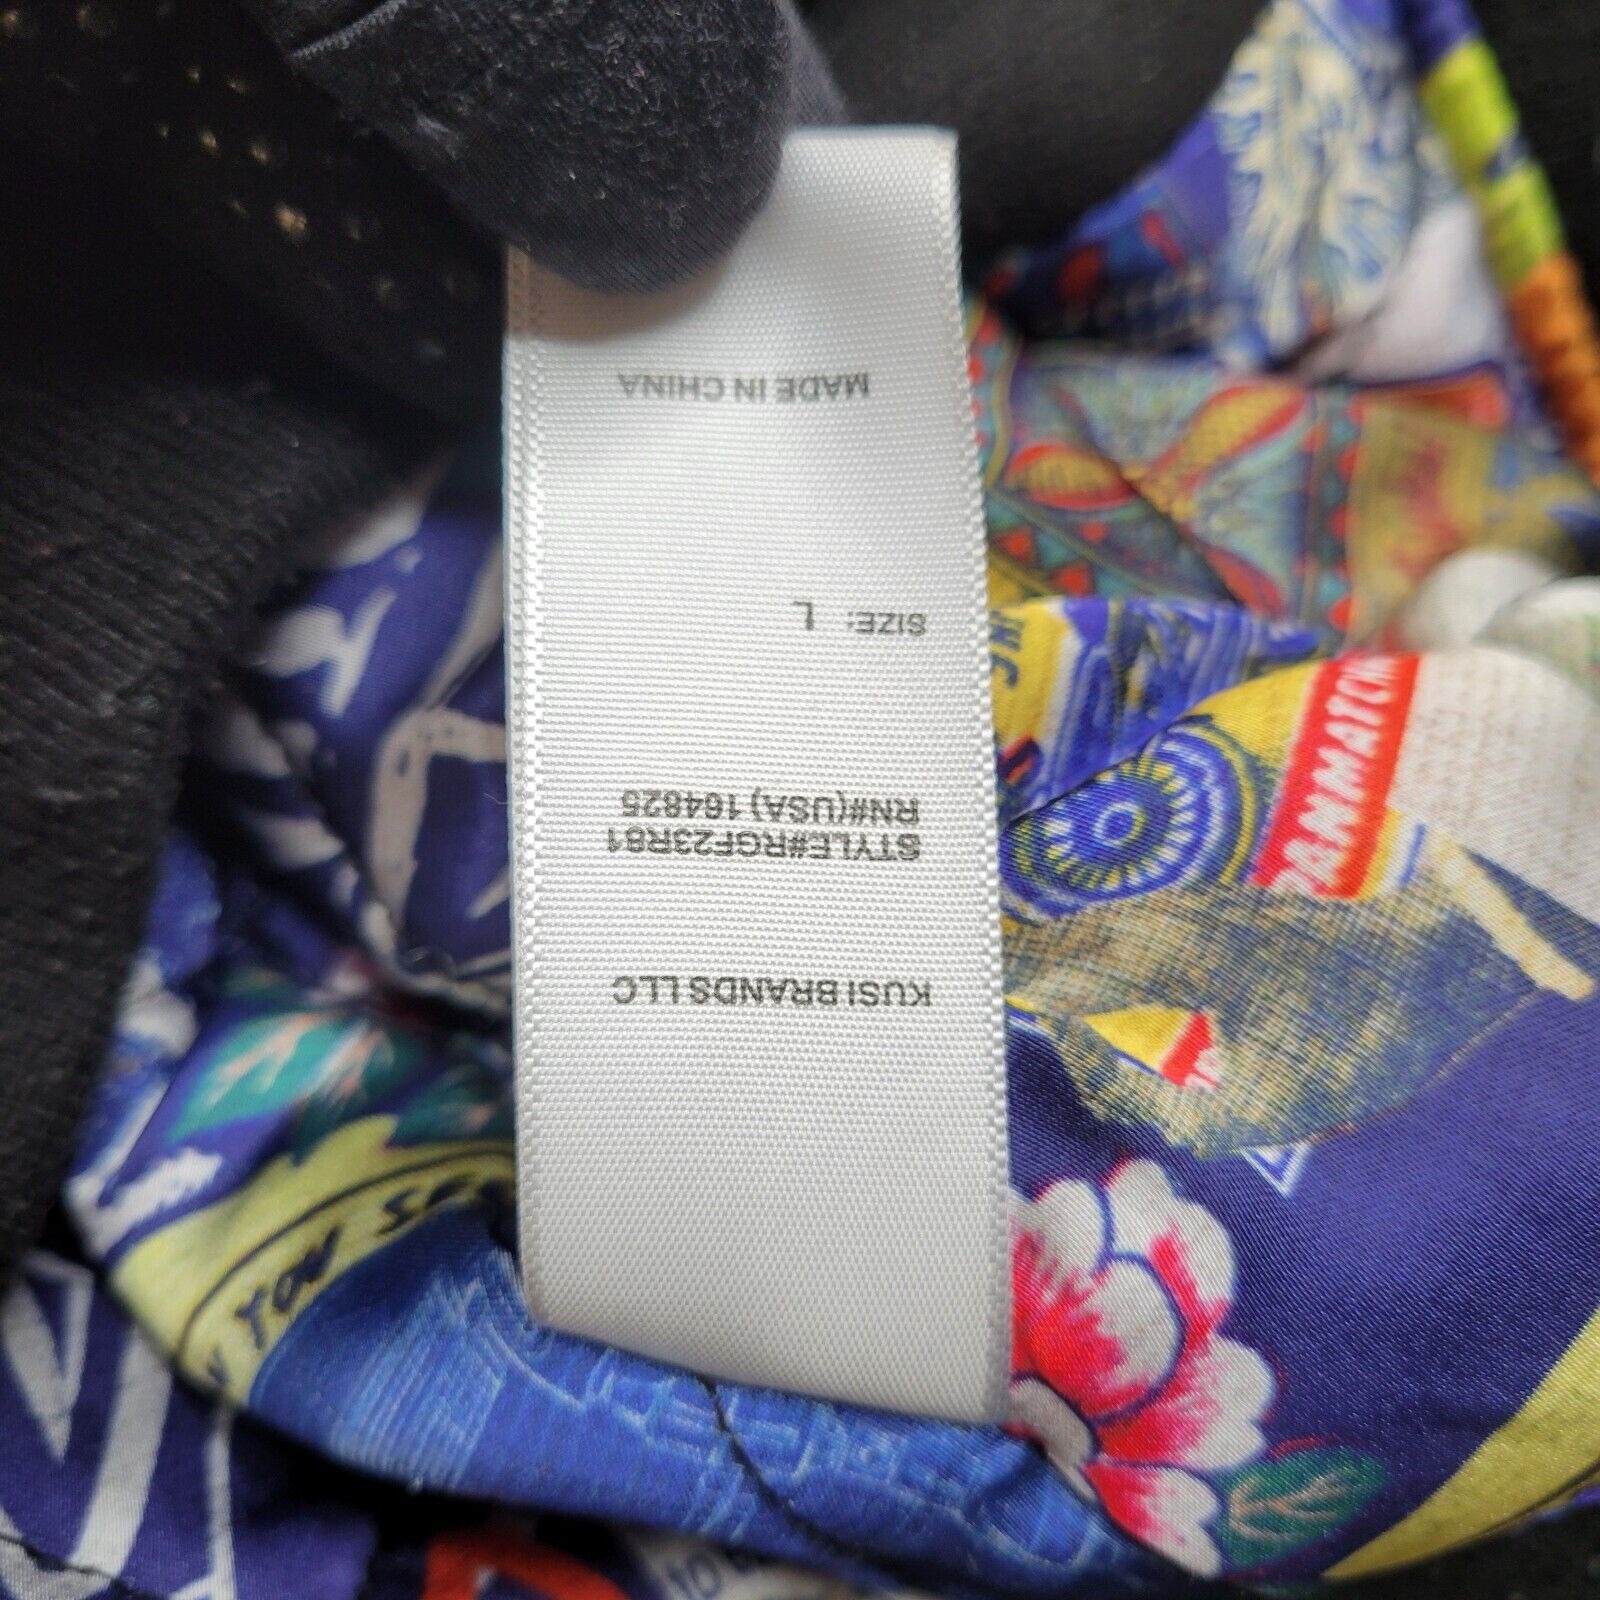 KUSI BRANDS LLC
STYLE#RGF23R81
RN#(USA) 164825
SIZE: L
MADE IN CHINA